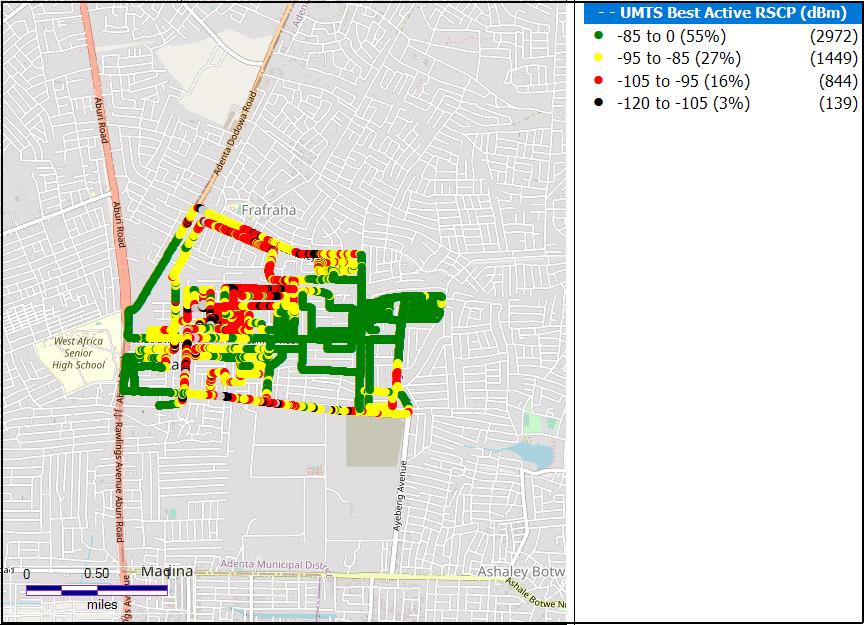 - - UMTS Best Active RSCP (dBm)
-85 to 0 (55%) (2972)
-95 to -85 (27%) (1449)
-105 to -95 (16%) (844)
-120 to -105 (3%) (139)
Aburi Road
Adenta Dodowa Road
Frafraha
Aburi Road
West Africa
Senior
High School
J.J. Rawlings Avenue Aburi Road
Ayebeng Avenue
Adenta Municipal District
Madina
Ashaley Botw
Ashale Botwe
0 0.50
miles